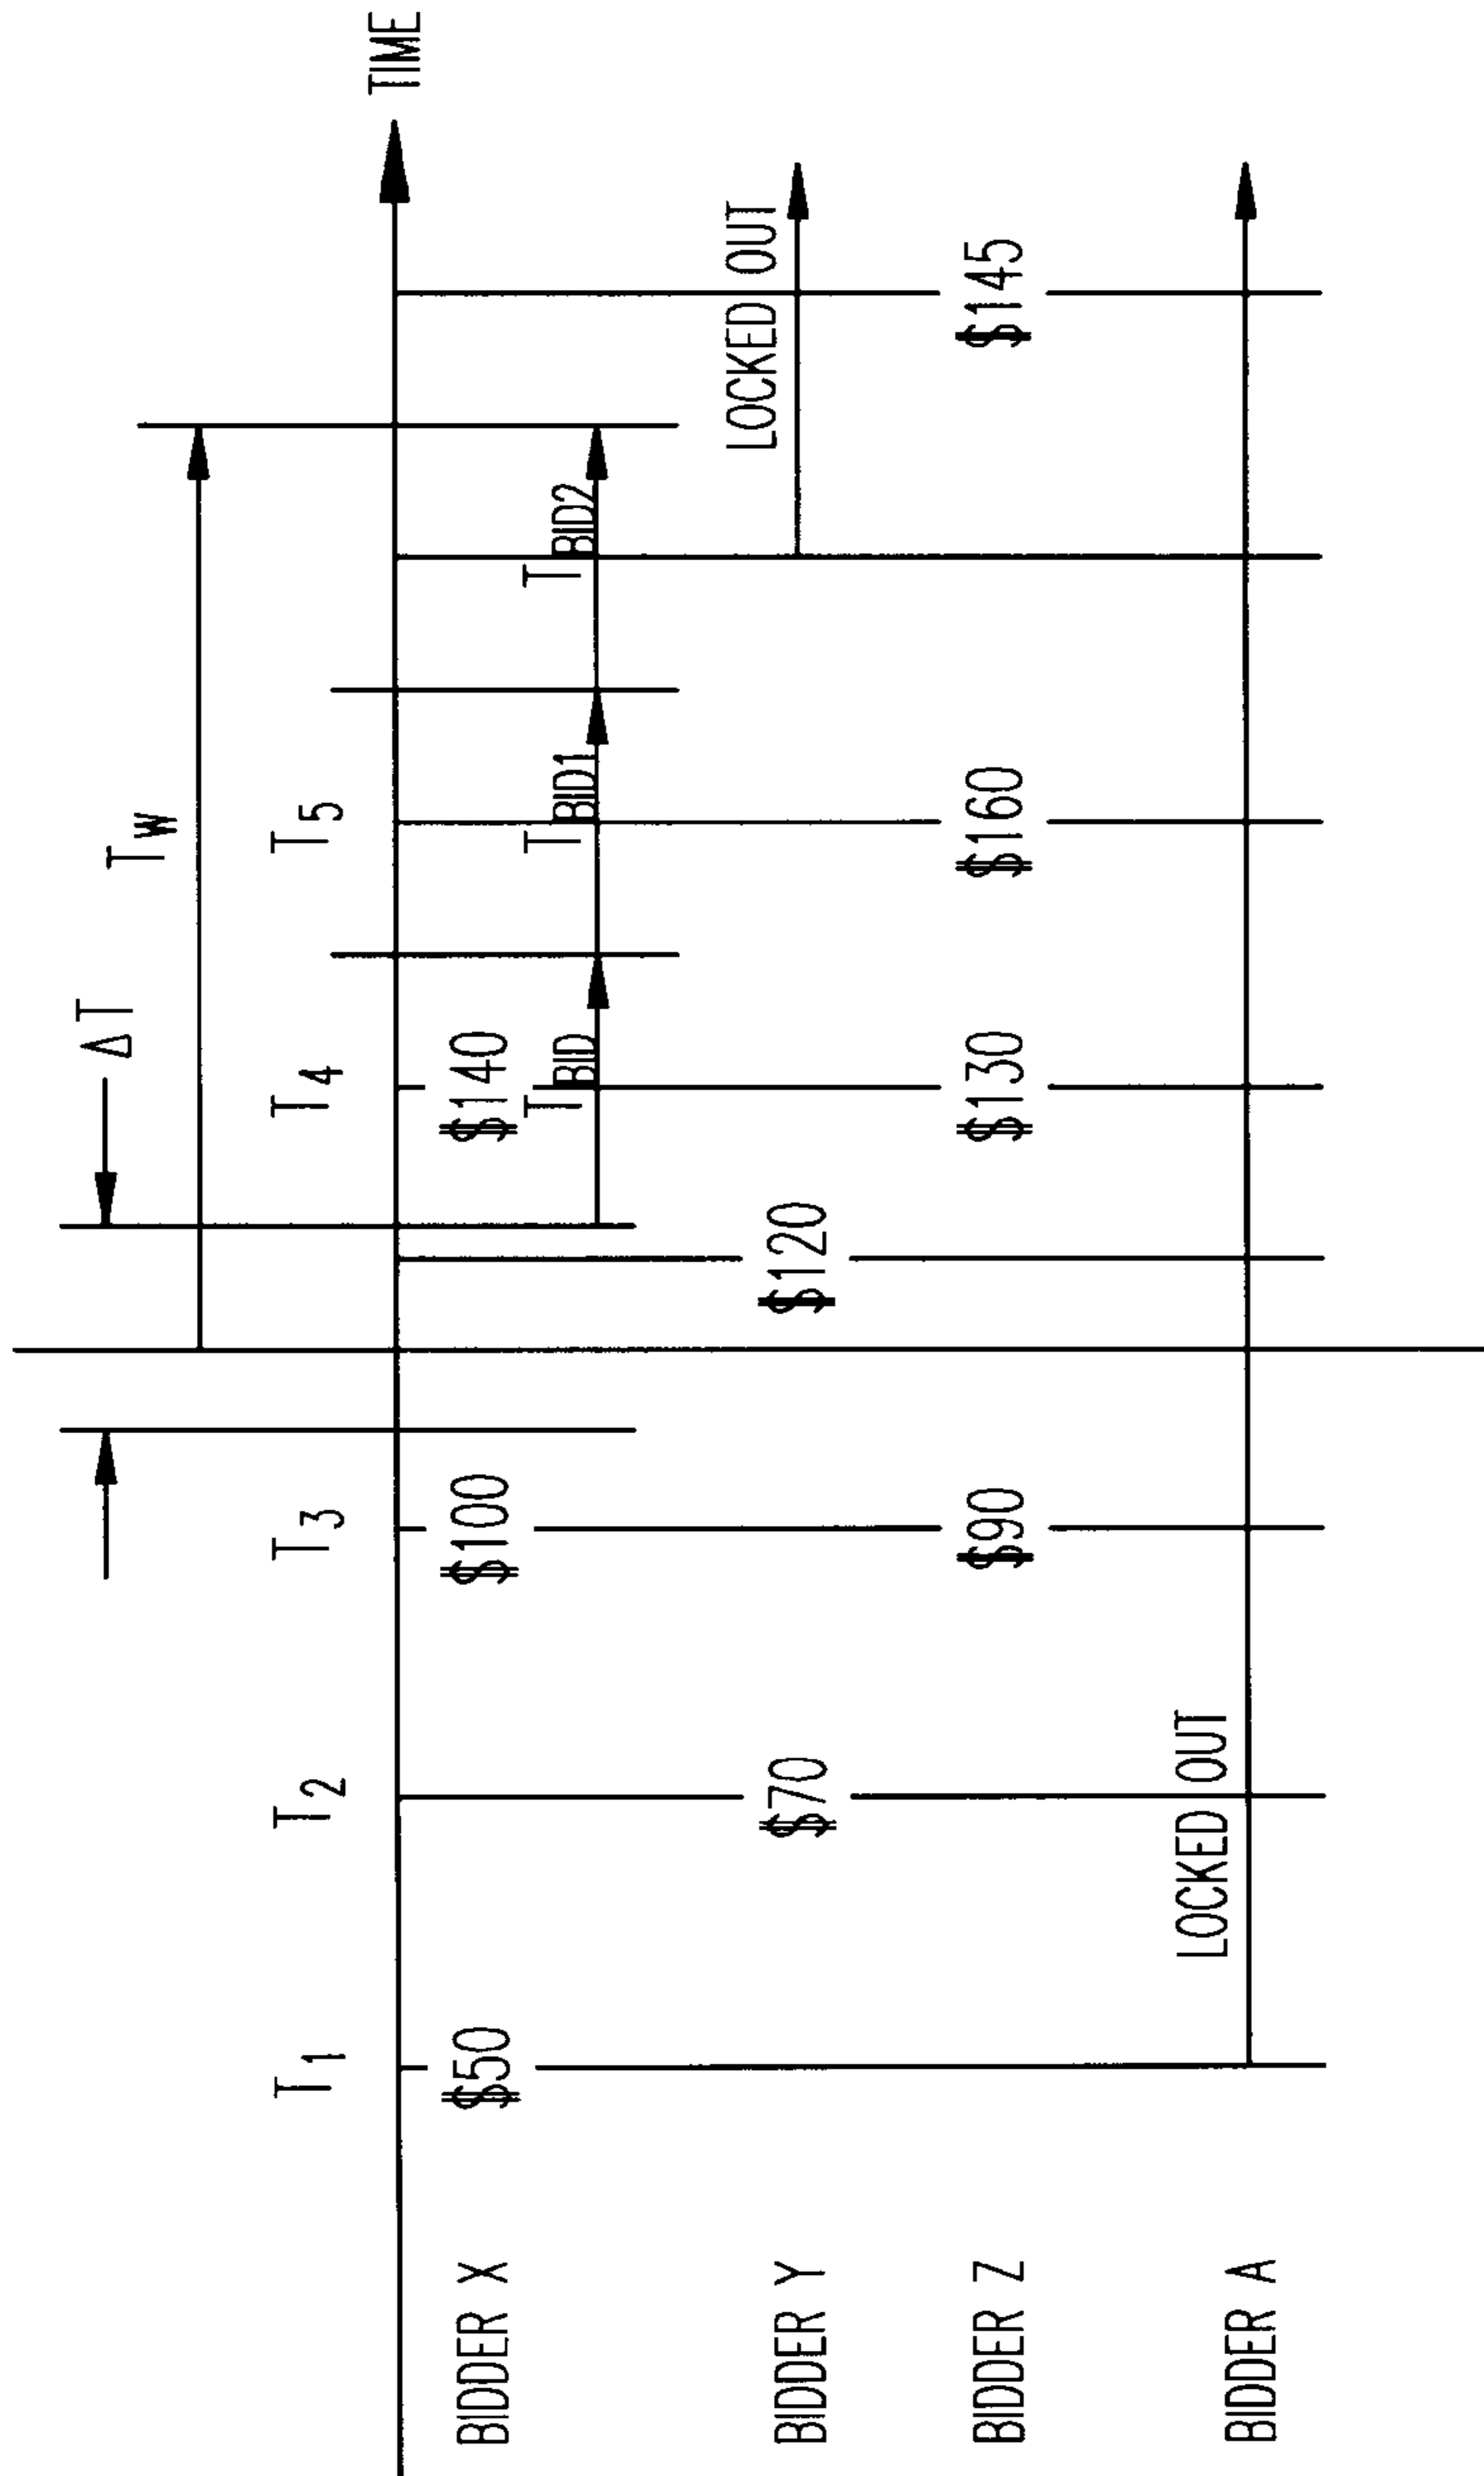 ΔT
T_W
T_1 T_2 T_3 T_4 T_5 TIME
BIDDER X $50 $100 $140
T_BID T_BID1 T_BID2
BIDDER Y $70 $120 LOCKED OUT
BIDDER Z $90 $130 $160 $145
BIDDER A LOCKED OUT